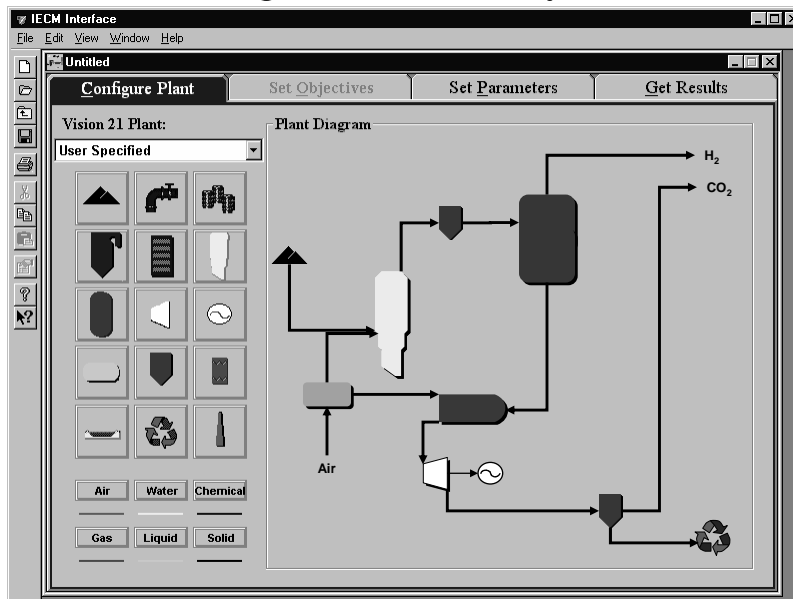 IECM Interface
File Edit View Window Help
Untitled
Configure Plant Set Objectives Set Parameters Get Results
Vision 21 Plant:
User Specified
Plant Diagram
H2
CO2
Air
Air Water Chemical
Gas Liquid Solid